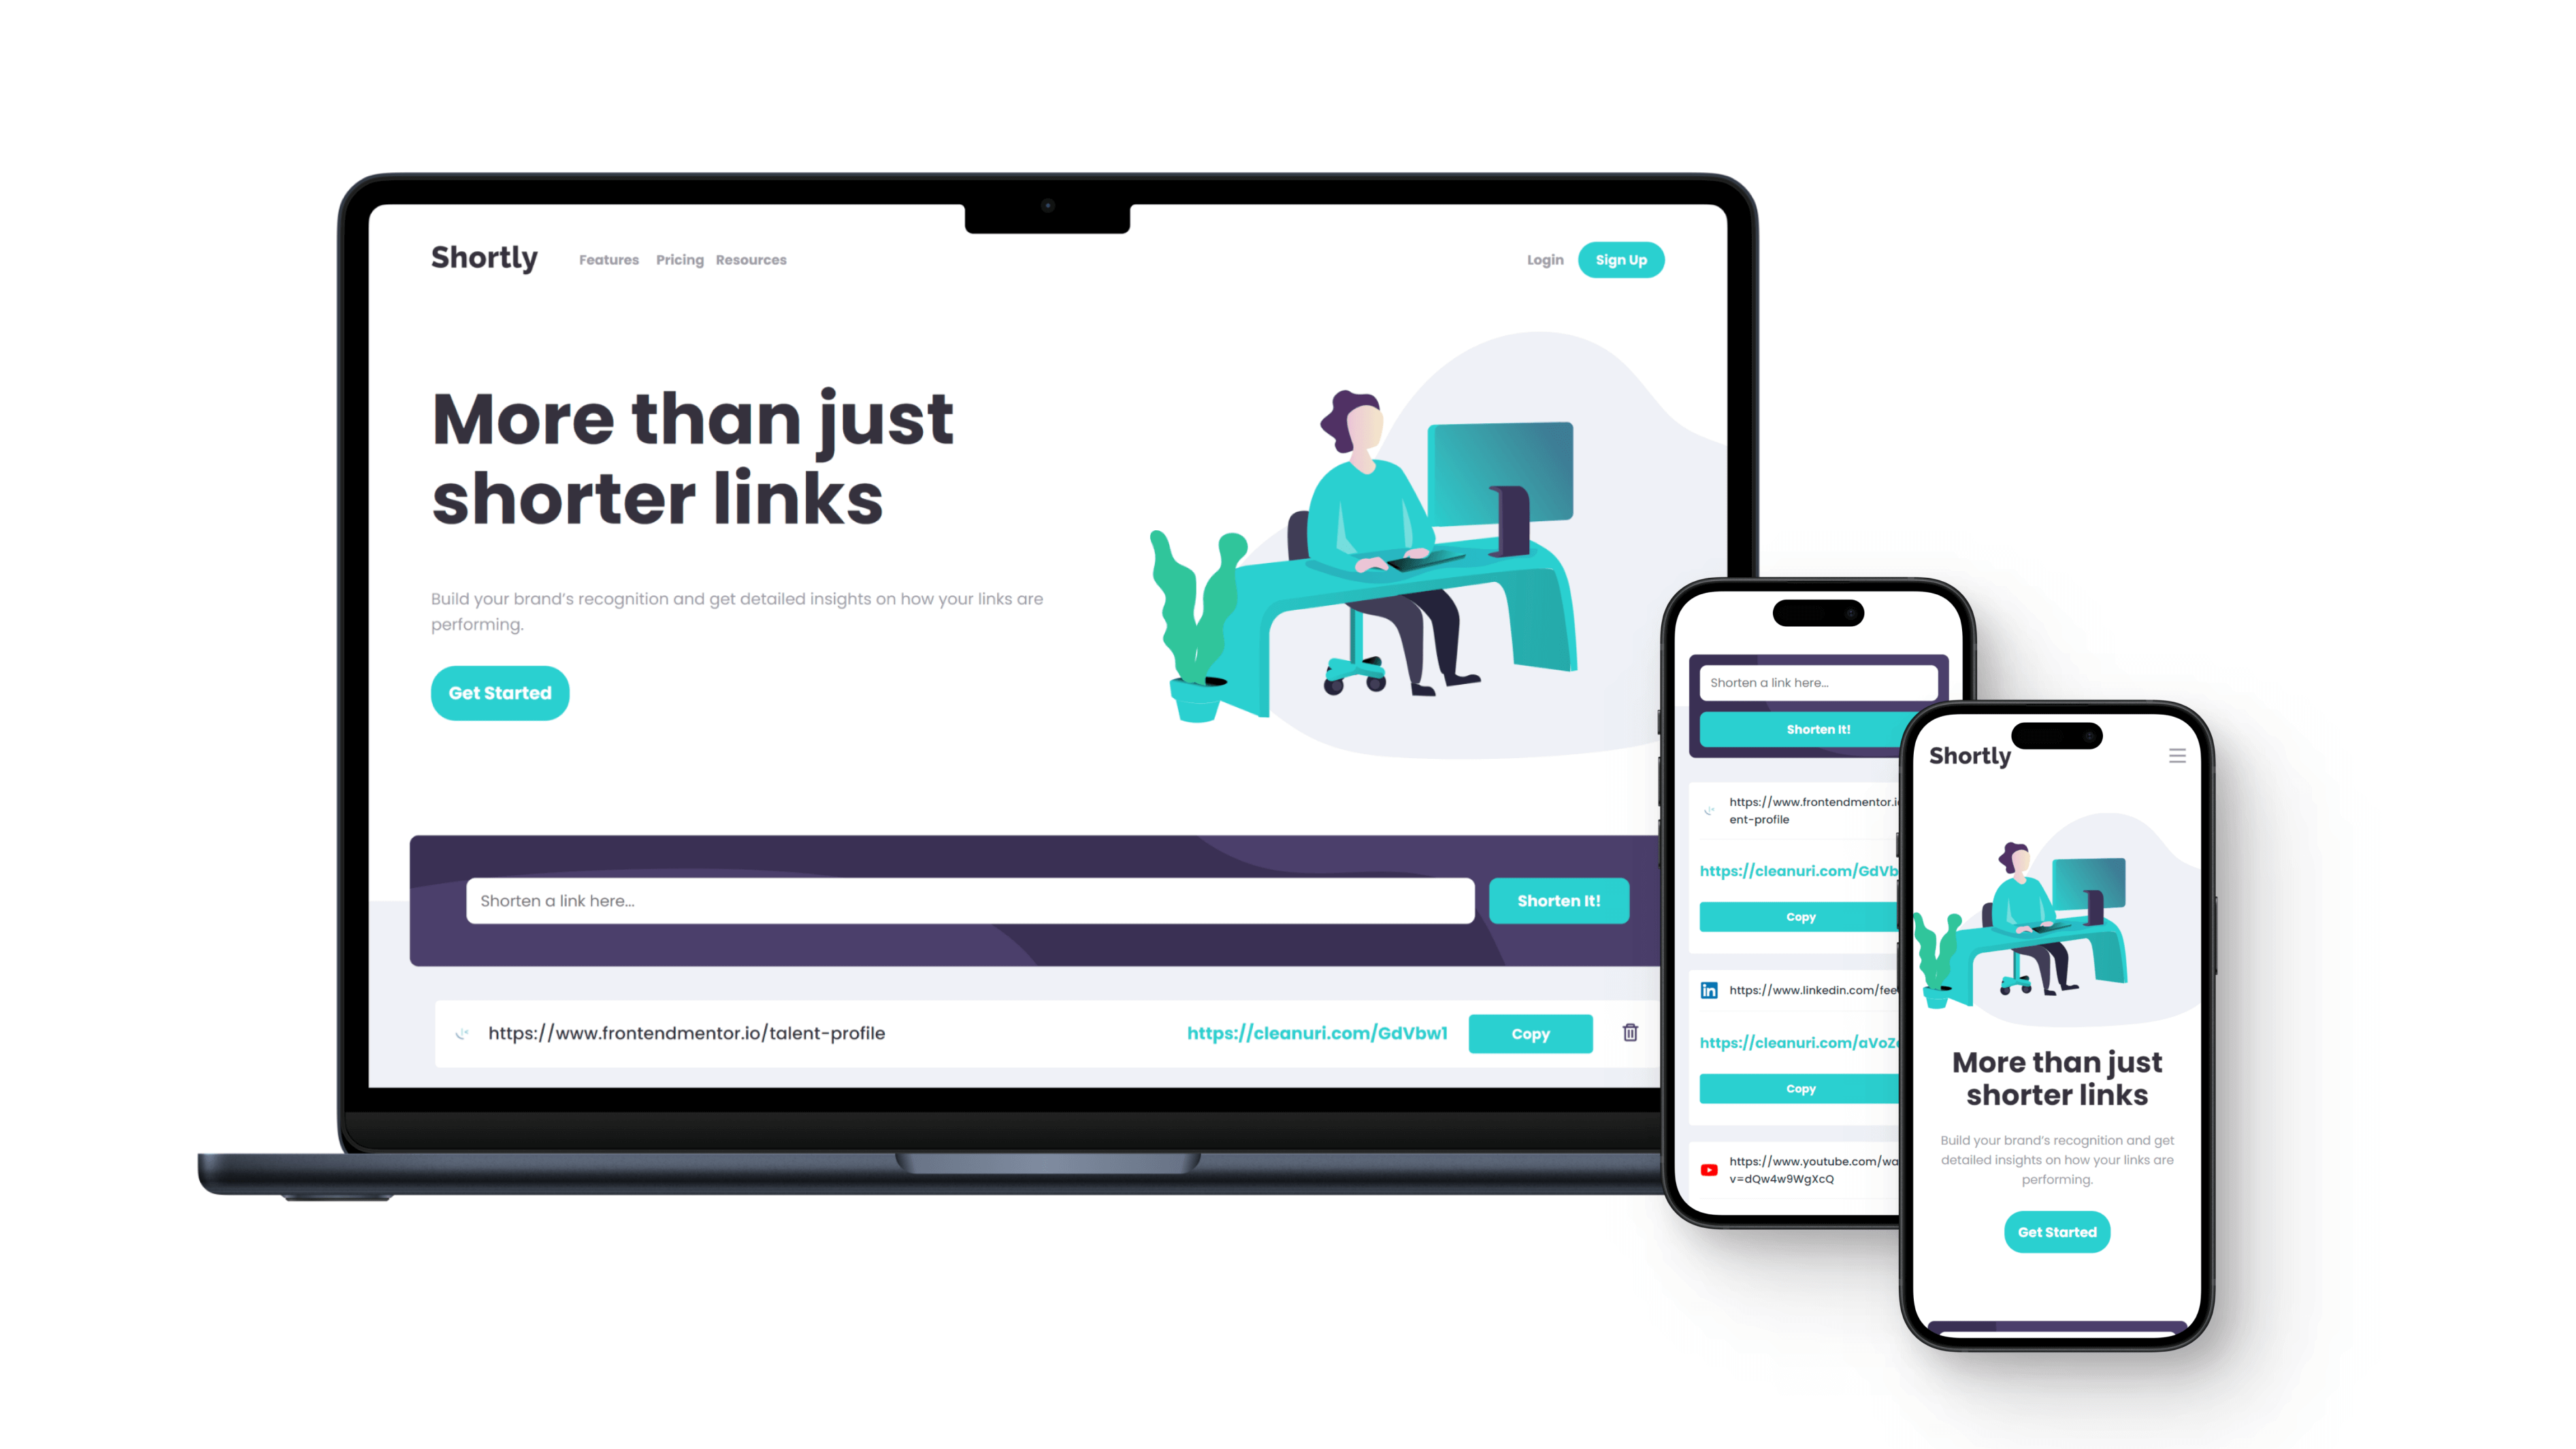 Shortly
Features Pricing Resources
Login
Sign Up
More than just
shorter links
Build your brand's recognition and get detailed insights on how your links are
performing.
Get Started
Shorten a link here...
Shorten It!
https://www.frontendmentor.io/talent-profile
https://cleanuri.com/GdVbw1
Copy
Shorten a link here...
Shorten It!
https://www.frontendmentor.i
ent-profile
https://cleanuri.com/GdVb
Copy
in
https://www.linkedin.com/fee
https://cleanuri.com/aVoZ
Copy
https://www.youtube.com/wa
v=dQw4w9WgXcQ
Shortly
More than just
shorter links
Build your brand's recognition and get
detailed insights on how your links are
performing.
Get Started